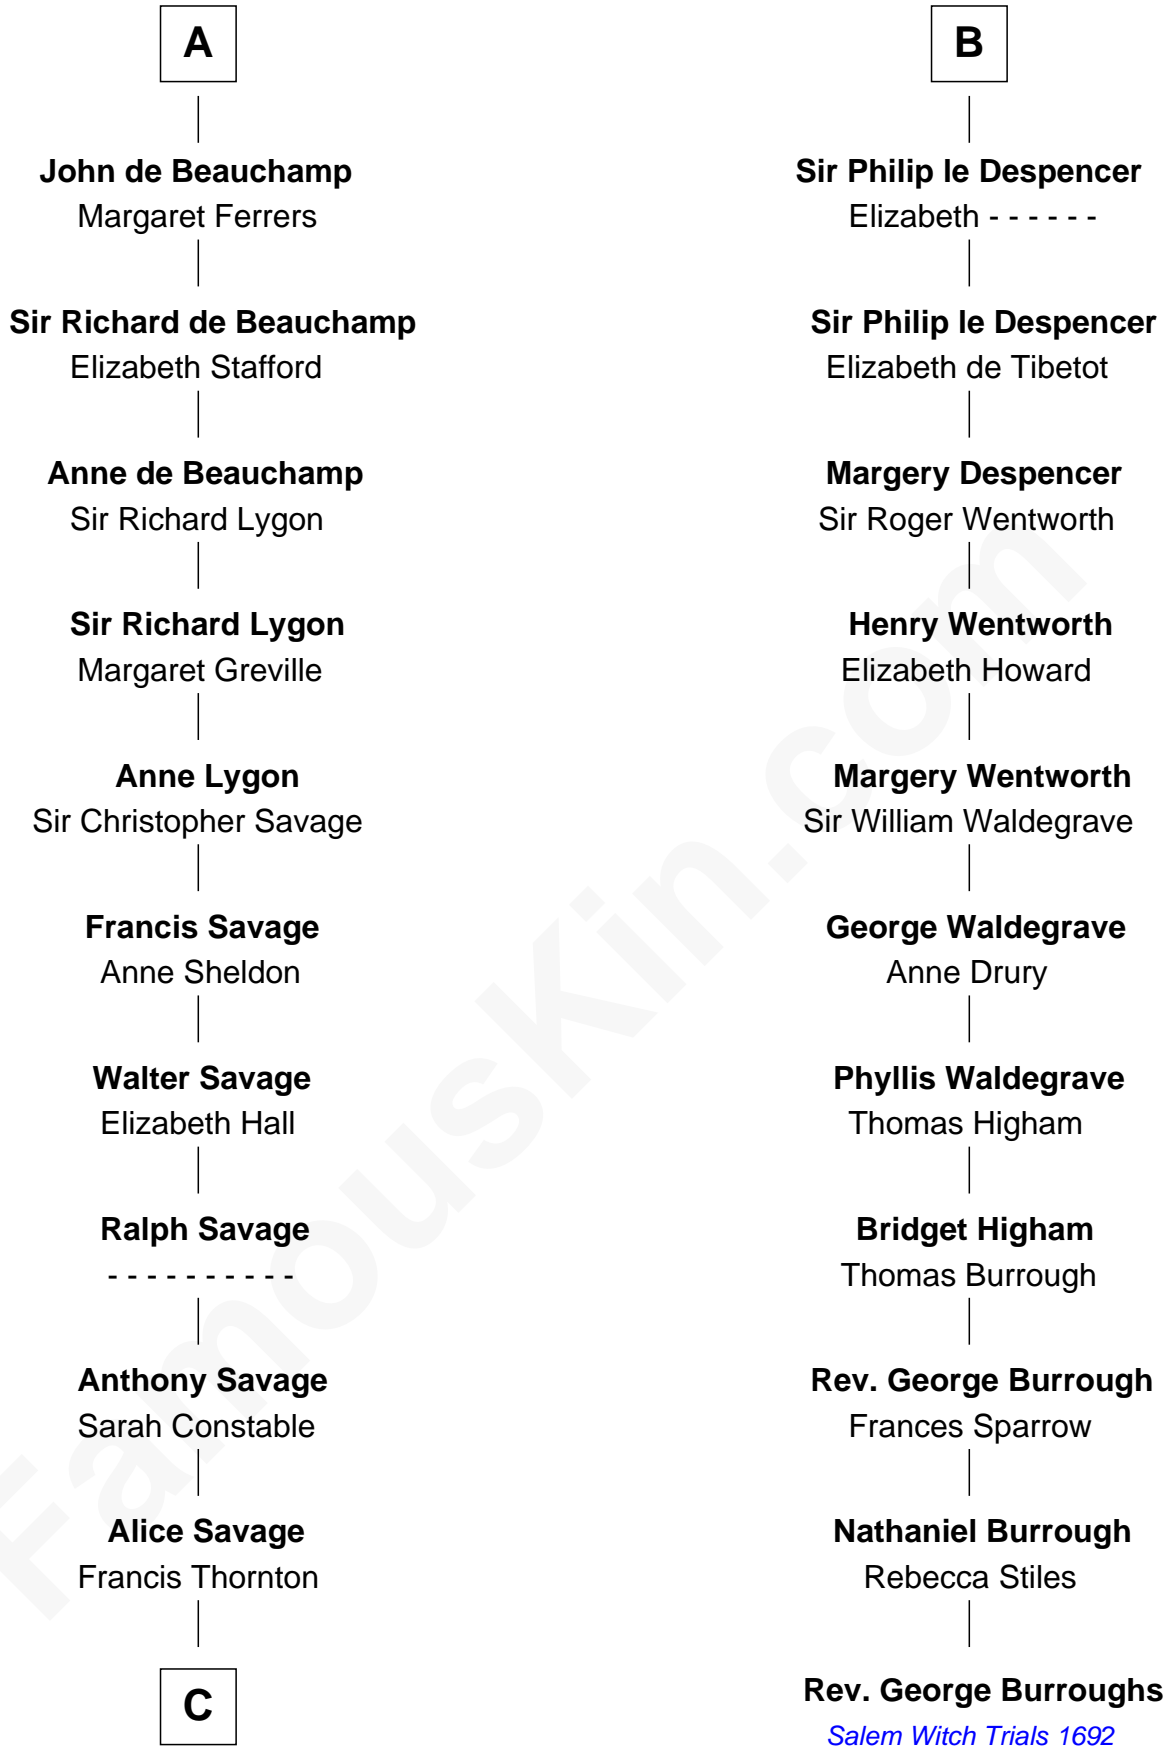 A
John de Beauchamp
Margaret Ferrers
Sir Richard de Beauchamp
Elizabeth Stafford
Anne de Beauchamp
Sir Richard Lygon
Sir Richard Lygon
Margaret Greville
Anne Lygon
Sir Christopher Savage
Francis Savage
Anne Sheldon
Walter Savage
Elizabeth Hall
Ralph Savage
- - - - - - - - - -
Anthony Savage
Sarah Constable
Alice Savage
Francis Thornton
C
B
Sir Philip le Despencer
Elizabeth - - - - - -
Sir Philip le Despencer
Elizabeth de Tibetot
Margery Despencer
Sir Roger Wentworth
Henry Wentworth
Elizabeth Howard
Margery Wentworth
Sir William Waldegrave
George Waldegrave
Anne Drury
Phyllis Waldegrave
Thomas Higham
Bridget Higham
Thomas Burrough
Rev. George Burrough
Frances Sparrow
Nathaniel Burrough
Rebecca Stiles
Rev. George Burroughs
Salem Witch Trials 1692
FamousKin.com